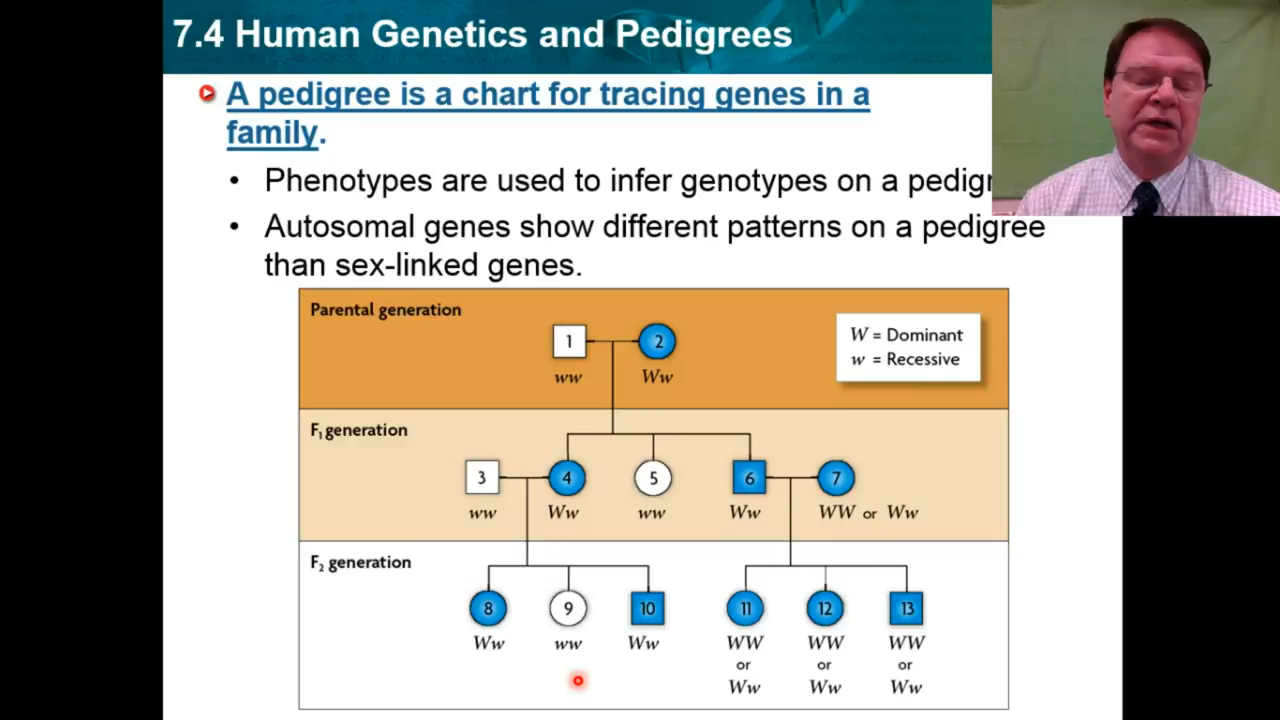 7.4 Human Genetics and Pedigrees
A pedigree is a chart for tracing genes in a
family.
• Phenotypes are used to infer genotypes on a
• Autosomal genes show different patterns on a pedigree
than sex-linked genes.
Parental generation
1 2
ww Ww
W = Dominant
w = Recessive
F₁ generation
3 4 5 6 7
ww Ww ww Ww WW or Ww
F₂ generation
8 9 10 11 12 13
Ww ww Ww WW WW WW
or or or
Ww Ww Ww